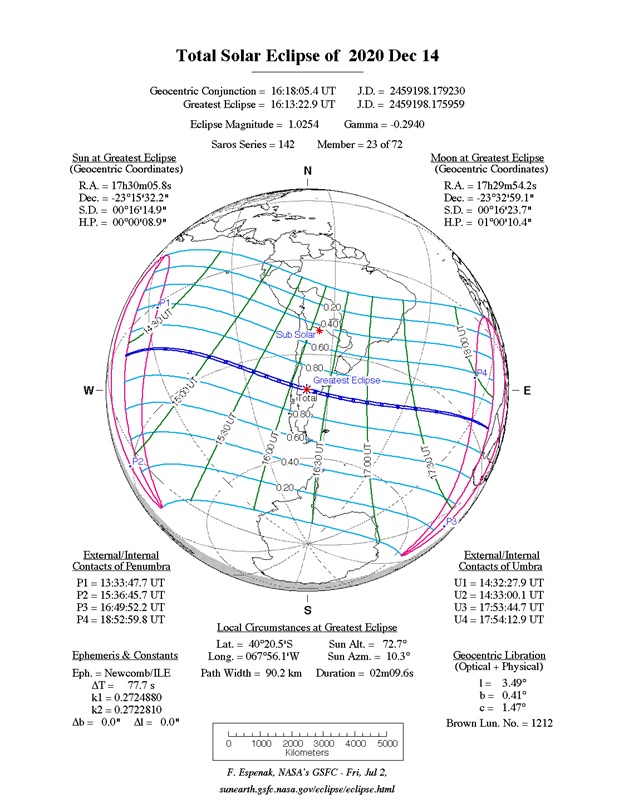 Total Solar Eclipse of 2020 Dec 14
Geocentric Conjunction = 16:18:05.4 UT J.D. = 2459198.179230
Greatest Eclipse = 16:13:22.9 UT J.D. = 2459198.175959
Eclipse Magnitude = 1.0254 Gamma = -0.2940
Saros Series = 142 Member = 23 of 72
Sun at Greatest Eclipse
(Geocentric Coordinates)
R.A. = 17h30m05.8s
Dec. = -23°15'32.2"
S.D. = 00°16'14.9"
H.P. = 00°00'08.9"
Moon at Greatest Eclipse
(Geocentric Coordinates)
R.A. = 17h29m54.2s
Dec. = -23°32'59.1"
S.D. = 00°16'23.7"
H.P. = 01°00'10.4"
N
P1
14:30 UT
0.20
0.40
Sub Solar
0.60
18:00 UT
0.80
P4
Greatest Eclipse
W
E
15:00 UT
Total
0.80
15:30 UT
0.60
16:00 UT
16:30 UT
17:00 UT
17:30 UT
P2
0.40
0.20
P3
S
External/Internal
Contacts of Penumbra
P1 = 13:33:47.7 UT
P2 = 15:36:45.7 UT
P3 = 16:49:52.2 UT
P4 = 18:52:59.8 UT
External/Internal
Contacts of Umbra
U1 = 14:32:27.9 UT
U2 = 14:33:00.1 UT
U3 = 17:53:44.7 UT
U4 = 17:54:12.9 UT
Local Circumstances at Greatest Eclipse
Lat. = 40°20.5'S Sun Alt. = 72.7°
Long. = 067°56.1'W Sun Azm. = 10.3°
Path Width = 90.2 km Duration = 02m09.6s
Ephemeris & Constants
Eph. = Newcomb/ILE
ΔT = 77.7 s
k1 = 0.2724880
k2 = 0.2722810
Δb = 0.0" Δl = 0.0"
Geocentric Libration
(Optical + Physical)
l = 3.49°
b = 0.41°
c = 1.47°
Brown Lun. No. = 1212
0 1000 2000 3000 4000 5000
Kilometers
F. Espenak, NASA's GSFC - Fri, Jul 2,
sunearth.gsfc.nasa.gov/eclipse/eclipse.html